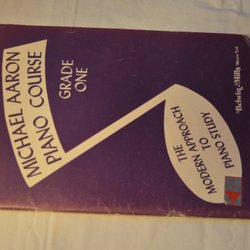 MICHAEL AARON
PIANO COURSE
GRADE
ONE
THE
MODERN APPROACH
TO
PIANO STUDY
Belwin Mills